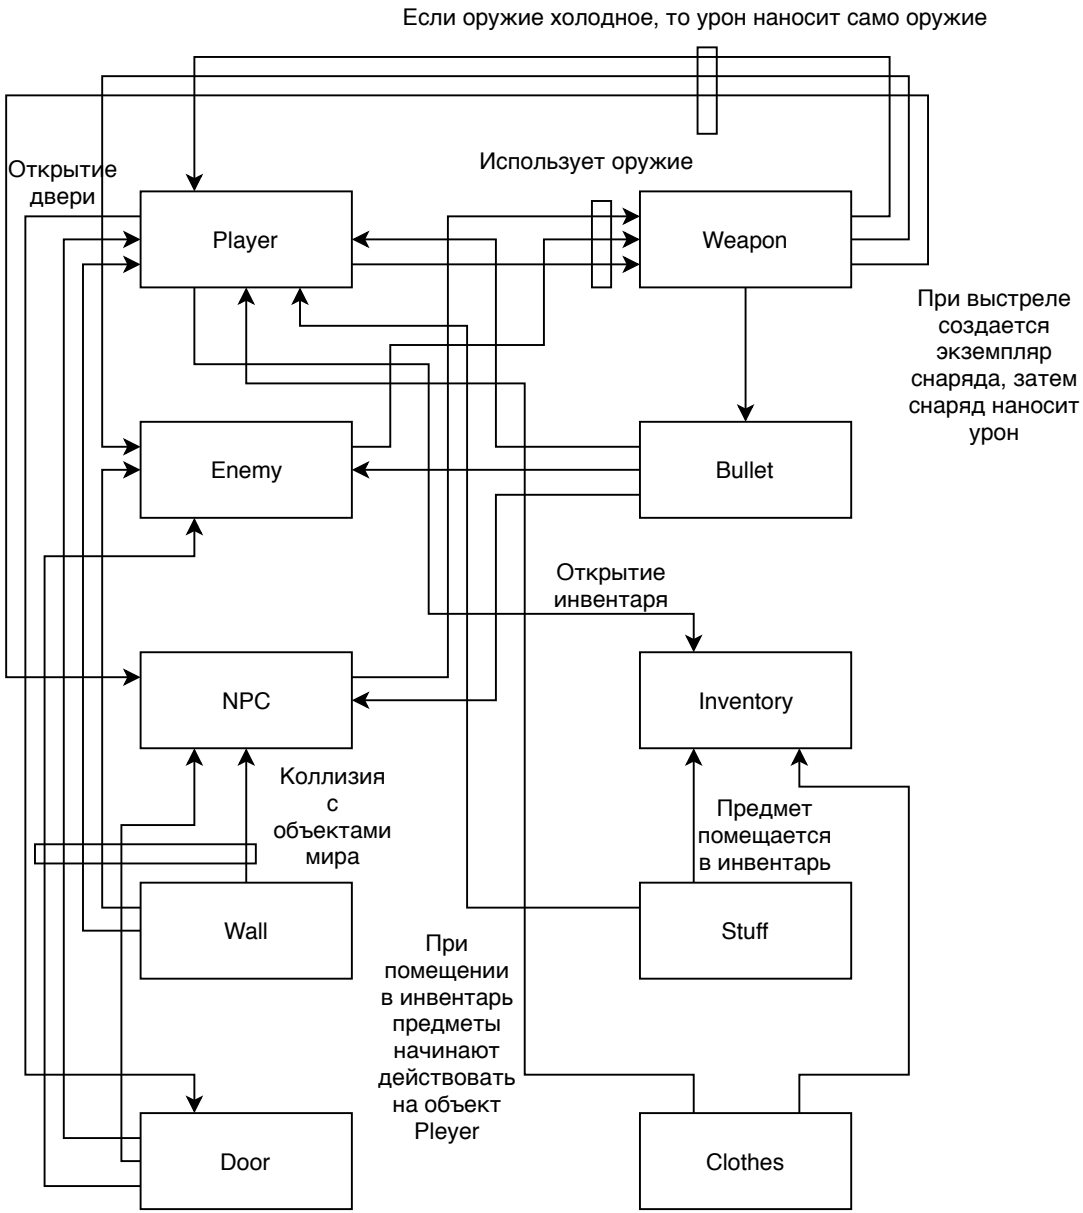 Если оружие холодное, то урон наносит само оружие
Открытие
двери
Использует оружие
Player
Weapon
При выстреле
создается
экземпляр
снаряда, затем
снаряд наносит
урон
Enemy
Bullet
Открытие
инвентаря
NPC
Inventory
Коллизия
с
объектами
мира
Предмет
помещается
в инвентарь
Wall
Stuff
При
помещении
в инвентарь
предметы
начинают
действовать
на объект
Pleyer
Door
Clothes